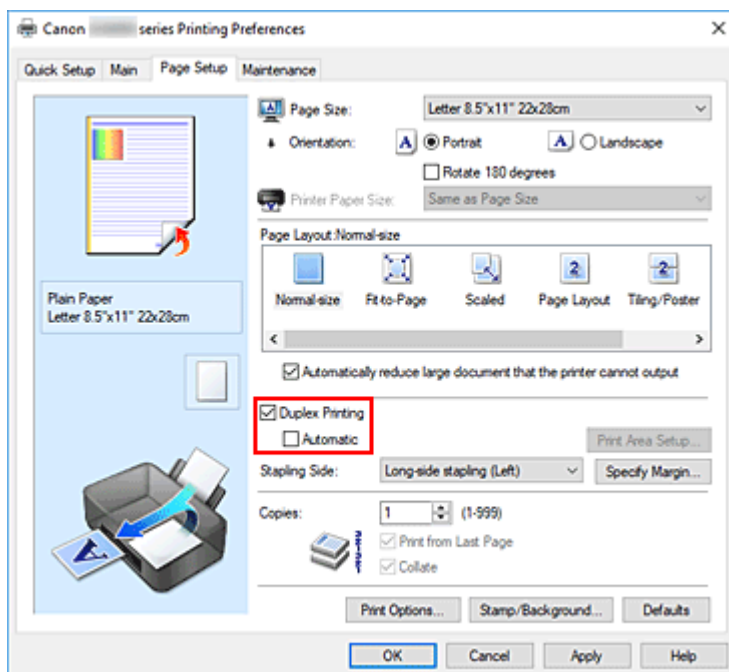 Canon series Printing Preferences
Quick Setup Main Page Setup Maintenance
Page Size: Letter 8.5"x11" 22x28cm
Orientation: A Portrait A Landscape
Rotate 180 degrees
Printer Paper Size: Same as Page Size
Page Layout:Normal-size
Normal-size Fit-to-Page Scaled Page Layout Tiling/Poster
Plain Paper
Letter 8.5"x11" 22x28cm
Automatically reduce large document that the printer cannot output
Duplex Printing
Automatic
Print Area Setup...
Stapling Side: Long-side stapling (Left) Specify Margin...
Copies: 1 (1-999)
Print from Last Page
Collate
Print Options... Stamp/Background... Defaults
OK Cancel Apply Help